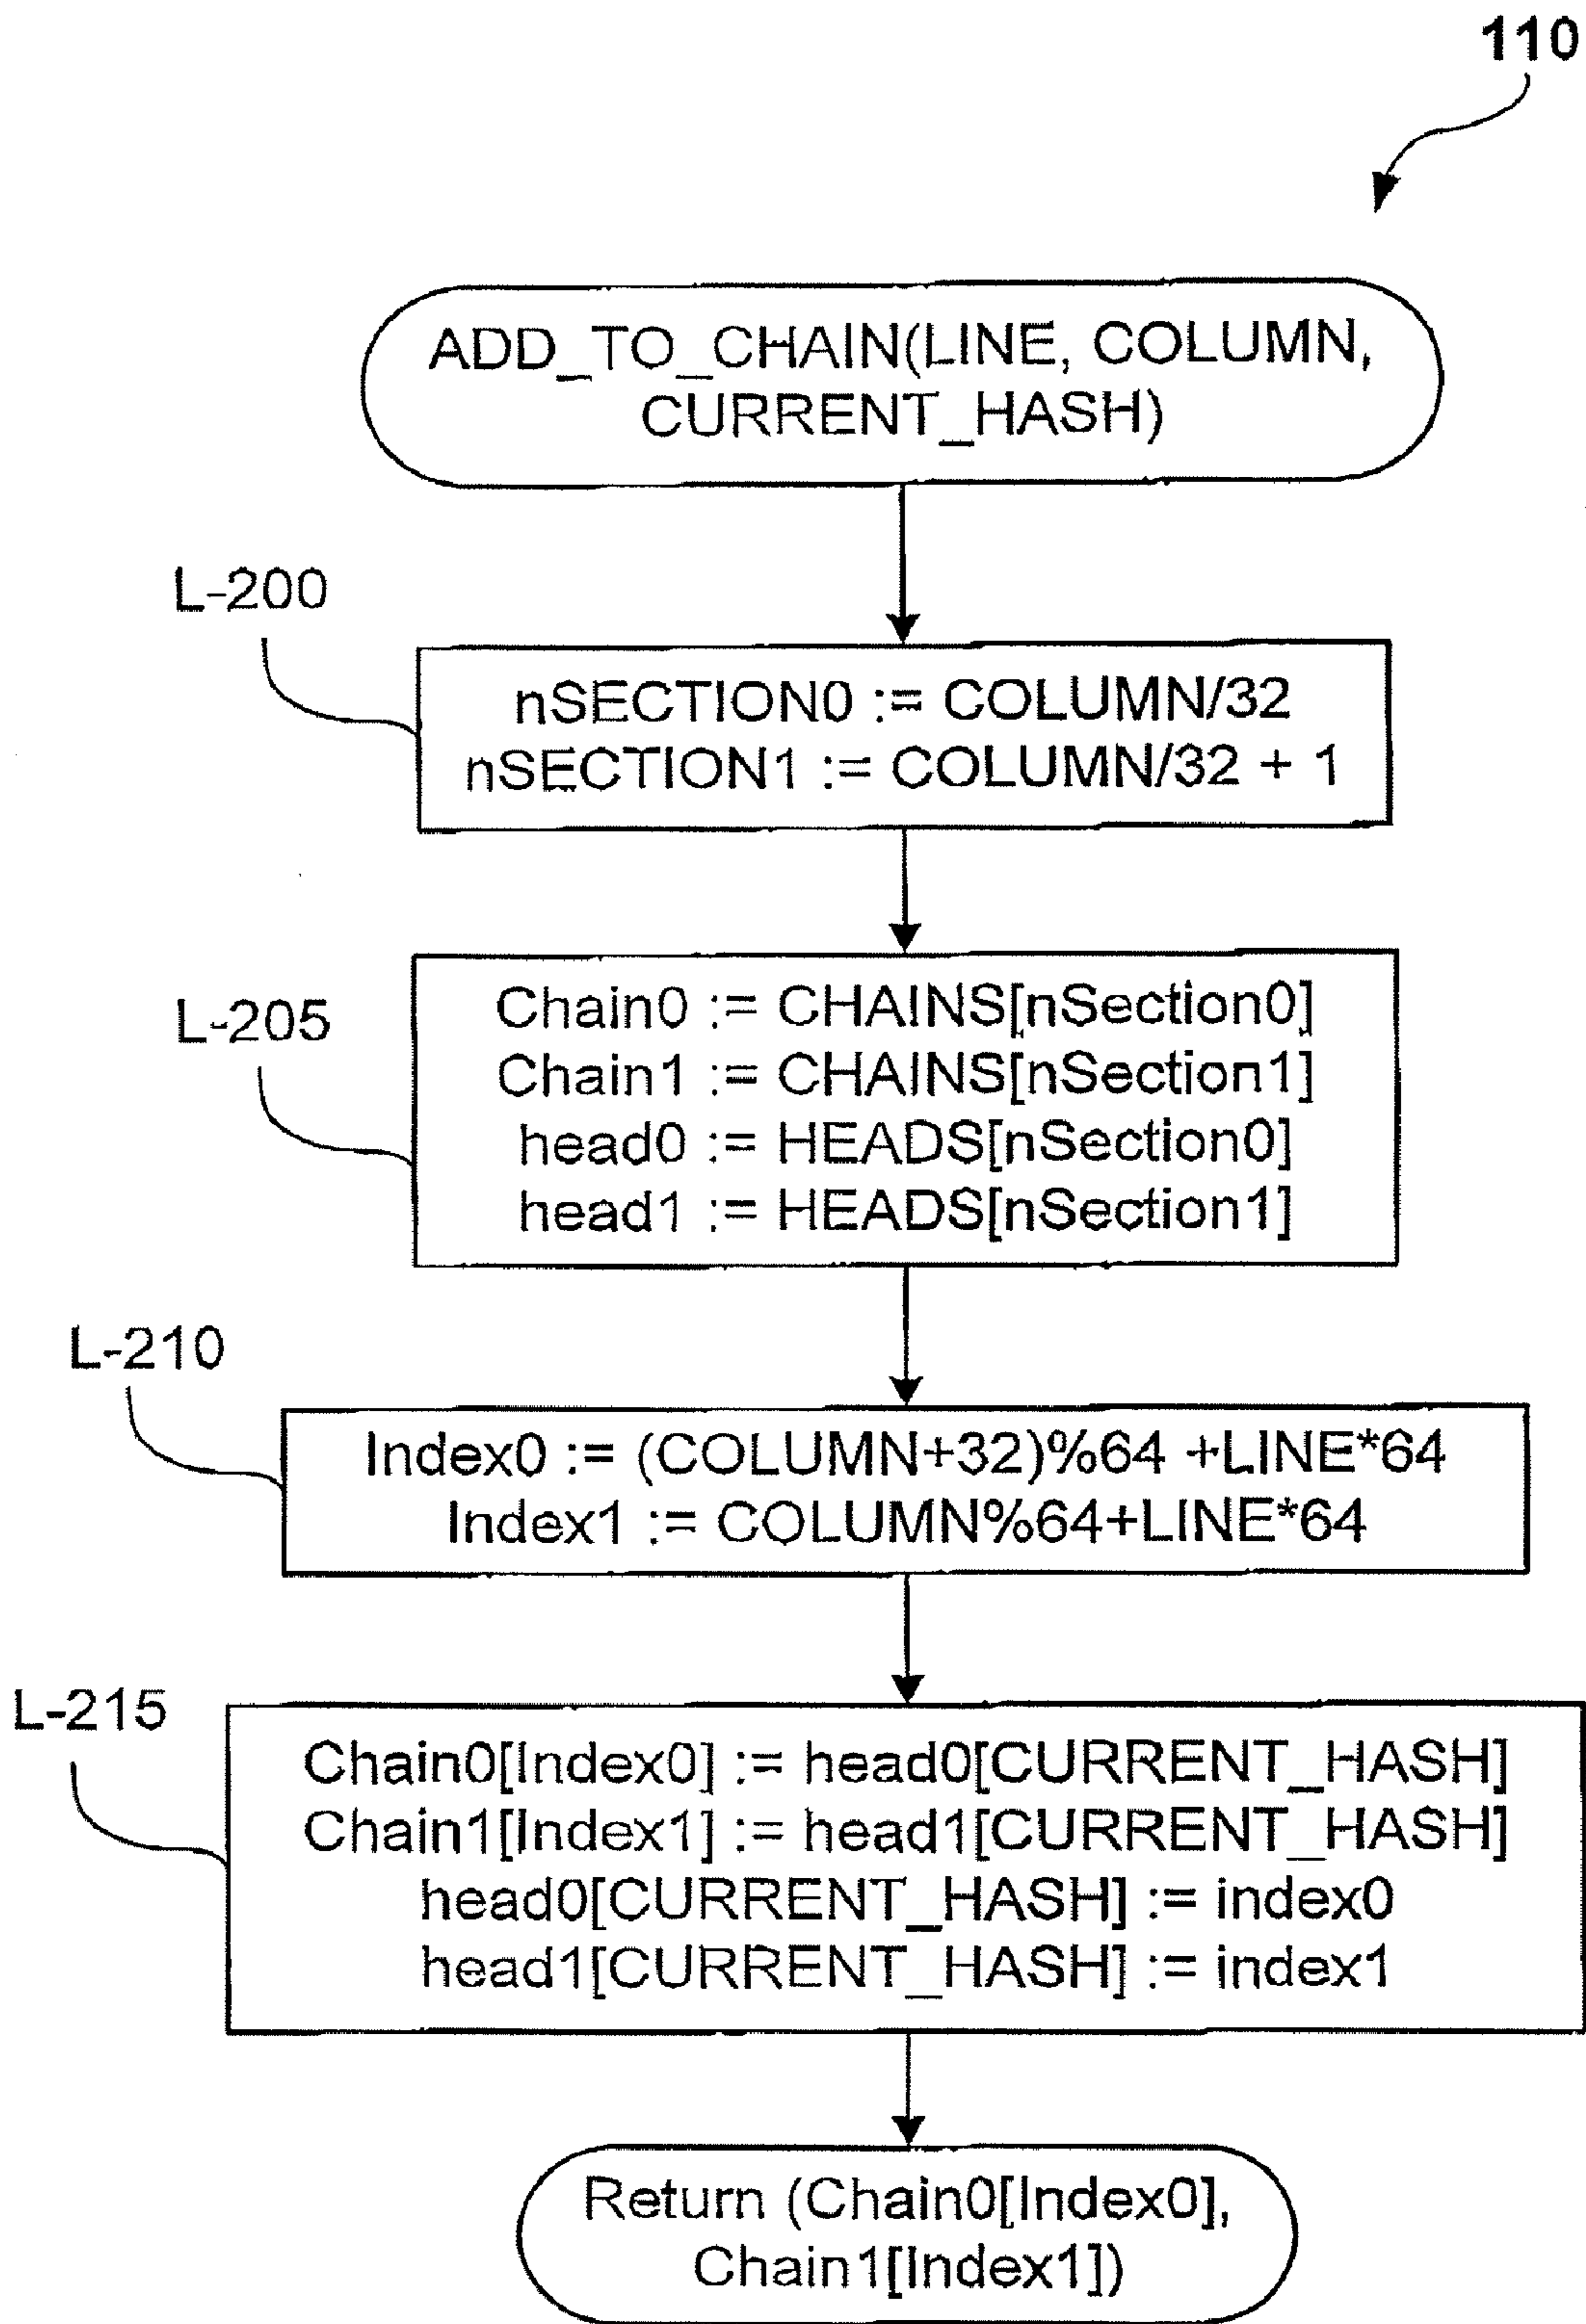 110
ADD_TO_CHAIN(LINE, COLUMN,
CURRENT_HASH)
L-200
nSECTION0 := COLUMN/32
nSECTION1 := COLUMN/32 + 1
L-205
Chain0 := CHAINS[nSection0]
Chain1 := CHAINS[nSection1]
head0 := HEADS[nSection0]
head1 := HEADS[nSection1]
L-210
Index0 := (COLUMN+32)%64 +LINE*64
Index1 := COLUMN%64+LINE*64
L-215
Chain0[Index0] := head0[CURRENT_HASH]
Chain1[Index1] := head1[CURRENT_HASH]
head0[CURRENT_HASH] := index0
head1[CURRENT_HASH] := index1
Return (Chain0[Index0],
Chain1[Index1])